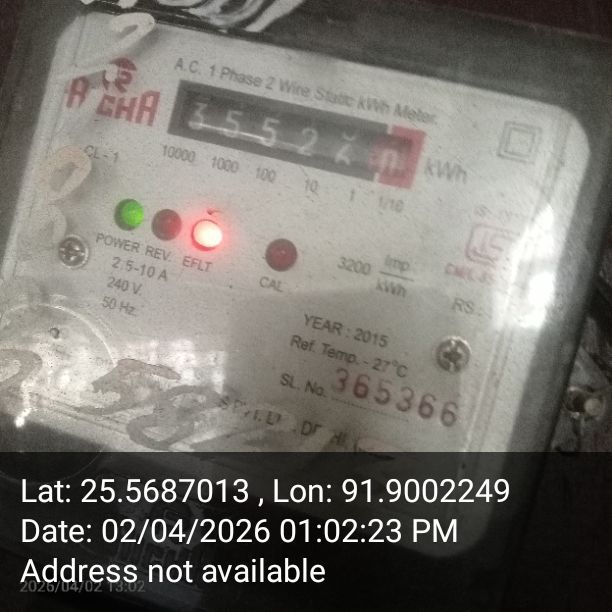 A.C. 1 Phase 2 Wire Static kWh Meter.
kWh
10000 1000 100 10 1 1/10
CL-1
POWER REV. EFLT
CAL
2.5-10 A
240 V.
50 Hz.
3200 Imp. kWh
YEAR : 2015
Ref. Temp. - 27°C
SL. No. 365366
Lat: 25.5687013 , Lon: 91.9002249
Date: 02/04/2026 01:02:23 PM
Address not available
2026/04/02 13:02